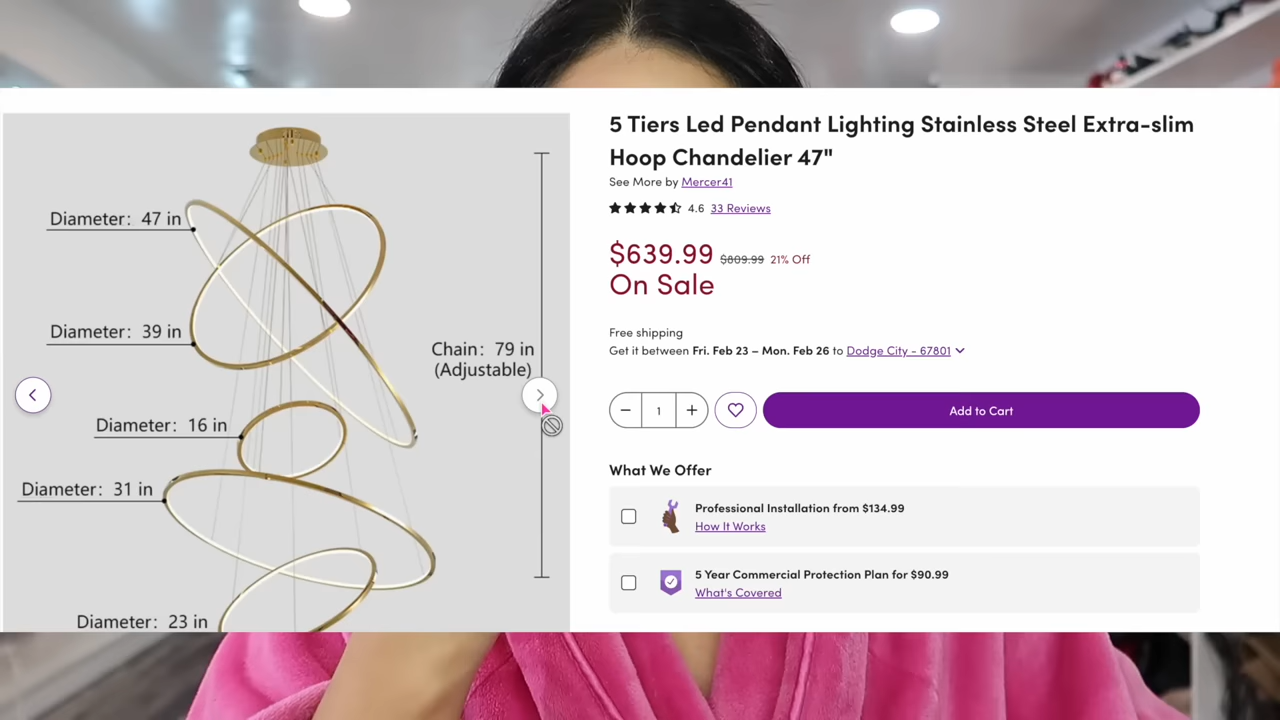 5 Tiers Led Pendant Lighting Stainless Steel Extra-slim
Hoop Chandelier 47"
See More by Mercer41
4.6 33 Reviews
$639.99 $809.99 21% Off
On Sale
Free shipping
Get it between Fri. Feb 23 – Mon. Feb 26 to Dodge City - 67801
1
Add to Cart
What We Offer
Professional Installation from $134.99
How It Works
5 Year Commercial Protection Plan for $90.99
What's Covered
Diameter: 47 in
Diameter: 39 in
Chain: 79 in
(Adjustable)
Diameter: 16 in
Diameter: 31 in
Diameter: 23 in